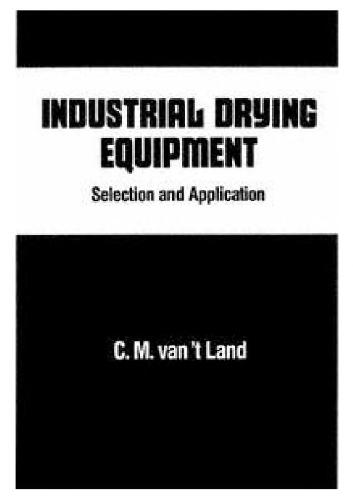 INDUSTRIAL DRYING
EQUIPMENT
Selection and Application
C. M. van 't Land